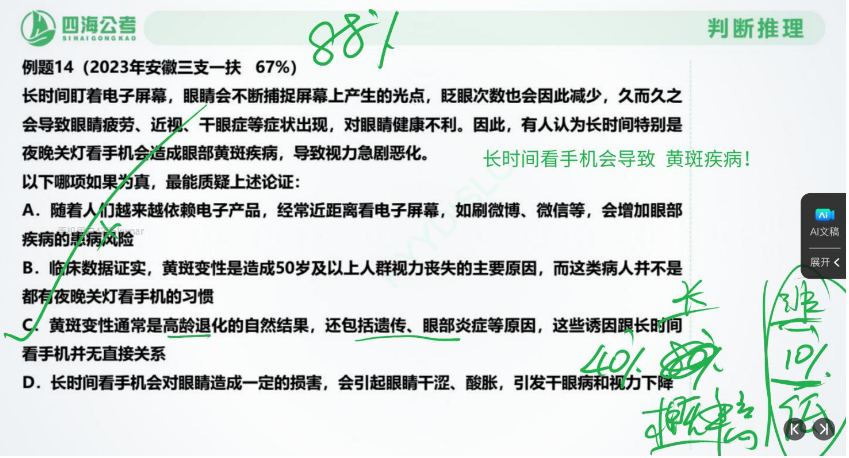 四海公考
SIHAIGONGKAO
判断推理
88%
例题14（2023年安徽三支一扶 67%）
长时间盯着电子屏幕，眼睛会不断捕捉屏幕上产生的光点，眨眼次数也会因此减少，久而久之
会导致眼睛疲劳、近视、干眼症等症状出现，对眼睛健康不利。因此，有人认为长时间特别是
夜晚关灯看手机会造成眼部黄斑疾病，导致视力急剧恶化。
长时间看手机会导致 黄斑疾病！
以下哪项如果为真，最能质疑上述论证：
A．随着人们越来越依赖电子产品，经常近距离看电子屏幕，如刷微博、微信等，会增加眼部
疾病的患病风险
B．临床数据证实，黄斑变性是造成50岁及以上人群视力丧失的主要原因，而这类病人并不是
都有夜晚关灯看手机的习惯
C．黄斑变性通常是高龄退化的自然结果，还包括遗传、眼部炎症等原因，这些诱因跟长时间
看手机并无直接关系
D．长时间看手机会对眼睛造成一定的损害，会引起眼睛干涩、酸胀，引发干眼病和视力下降
AI文稿
展开
长
40%
10%
概率高